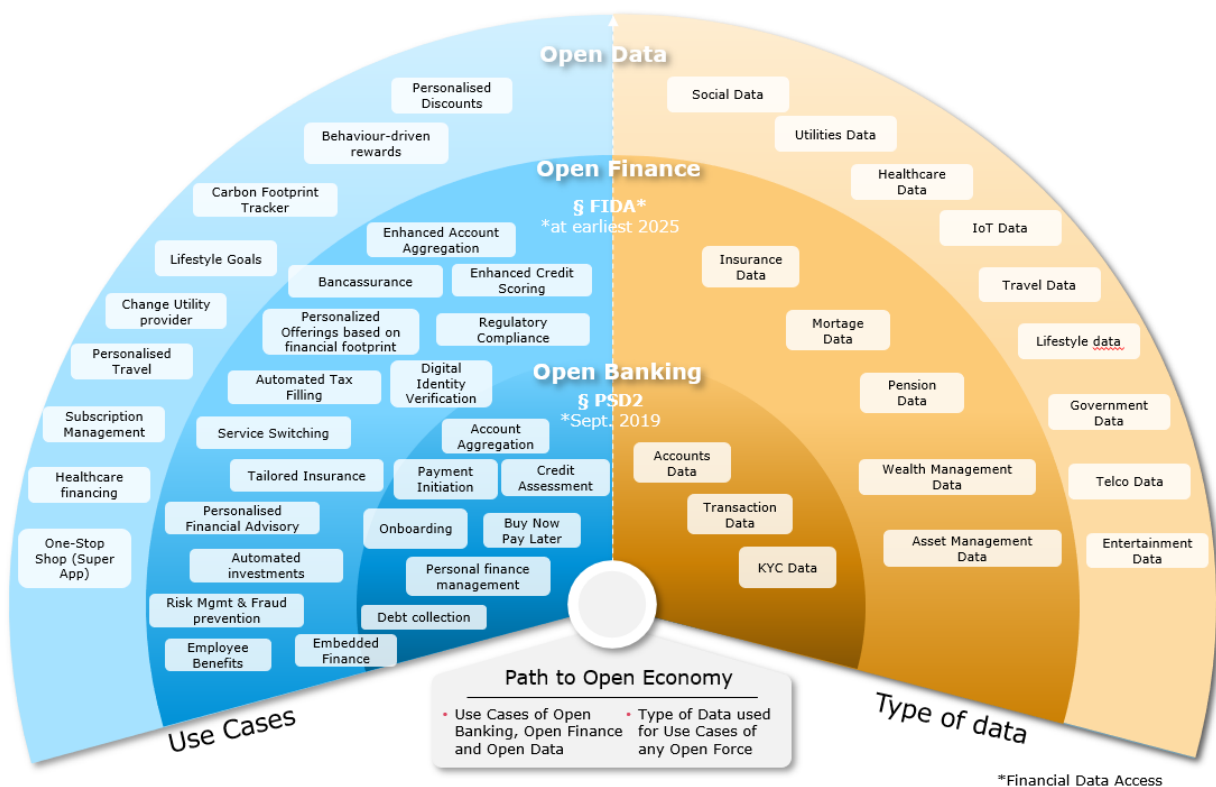 Open Data
Personalised
Discounts
Behaviour-driven
rewards
Carbon Footprint
Tracker
Lifestyle Goals
Change Utility
provider
Personalised
Travel
Subscription
Management
Healthcare
financing
One-Stop
Shop (Super
App)
Social Data
Utilities Data
Healthcare
Data
IoT Data
Travel Data
Lifestyle data
Government
Data
Telco Data
Entertainment
Data
Open Finance
§ FIDA*
*at earliest 2025
Enhanced Account
Aggregation
Bancassurance
Enhanced Credit
Scoring
Personalized
Offerings based on
financial footprint
Regulatory
Compliance
Automated Tax
Filling
Digital
Identity
Verification
Service Switching
Tailored Insurance
Personalised
Financial Advisory
Automated
investments
Risk Mgmt & Fraud
prevention
Employee
Benefits
Embedded
Finance
Insurance
Data
Mortage
Data
Pension
Data
Wealth Management
Data
Asset Management
Data
Open Banking
§ PSD2
*Sept. 2019
Account
Aggregation
Payment
Initiation
Credit
Assessment
Onboarding
Buy Now
Pay Later
Personal finance
management
Debt collection
Accounts
Data
Transaction
Data
KYC Data
Use Cases
Type of data
Path to Open Economy
• Use Cases of Open
Banking, Open Finance
and Open Data
• Type of Data used
for Use Cases of
any Open Force
*Financial Data Access